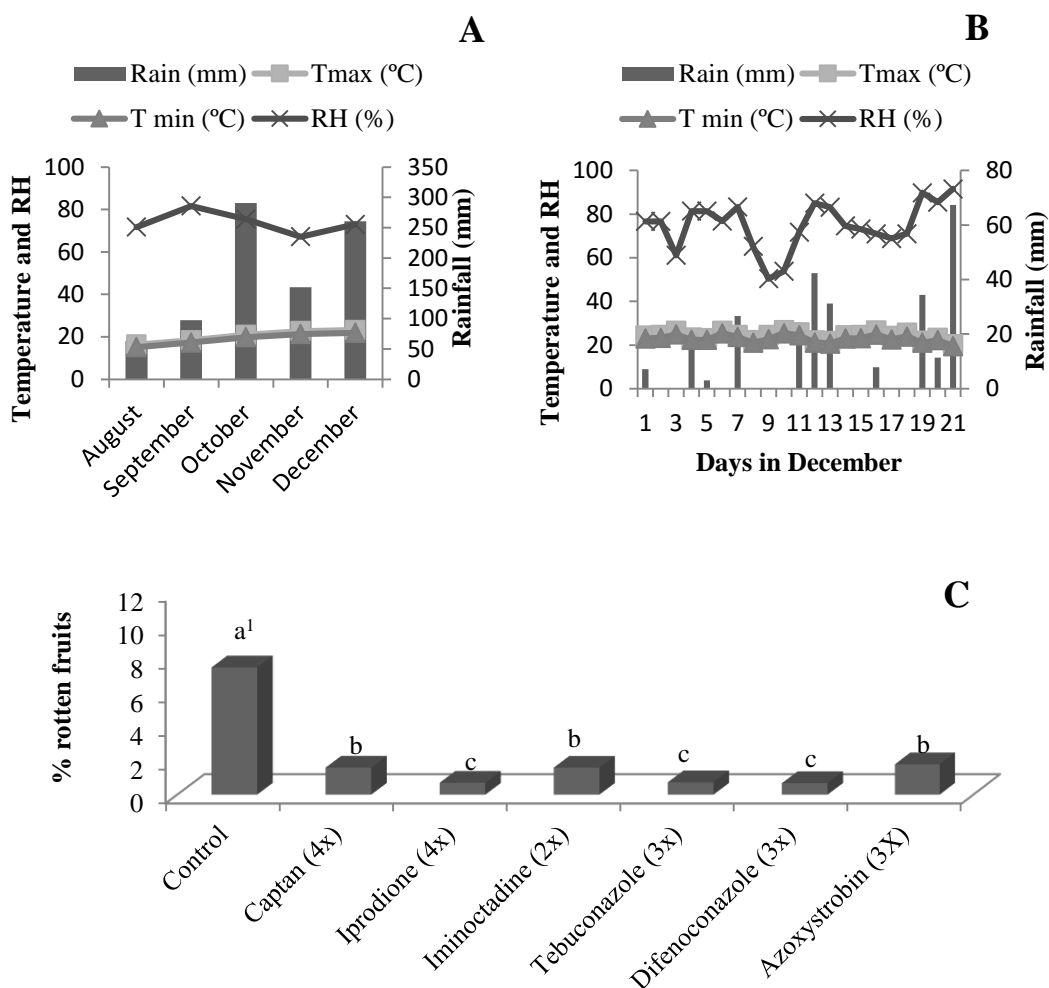 A
Rain (mm) Tmax (ºC)
T min (ºC) RH (%)
Temperature and RH
100
80
60
40
20
0
350
300
250
200
150
100
50
0
Rainfall (mm)
August
September
October
November
December
B
Rain (mm) Tmax (ºC)
T min (ºC) RH (%)
Temperature and RH
100
80
60
40
20
0
80
60
40
20
0
Rainfall (mm)
1 3 5 7 9 11 13 15 17 19 21
Days in December
C
% rotten fruits
12
10
8
6
4
2
0
a¹
b
c
b
c
c
b
Control
Captan (4x)
Iprodione (4x)
Iminoctadine (2x)
Tebuconazole (3x)
Difenoconazole (3x)
Azoxystrobin (3X)